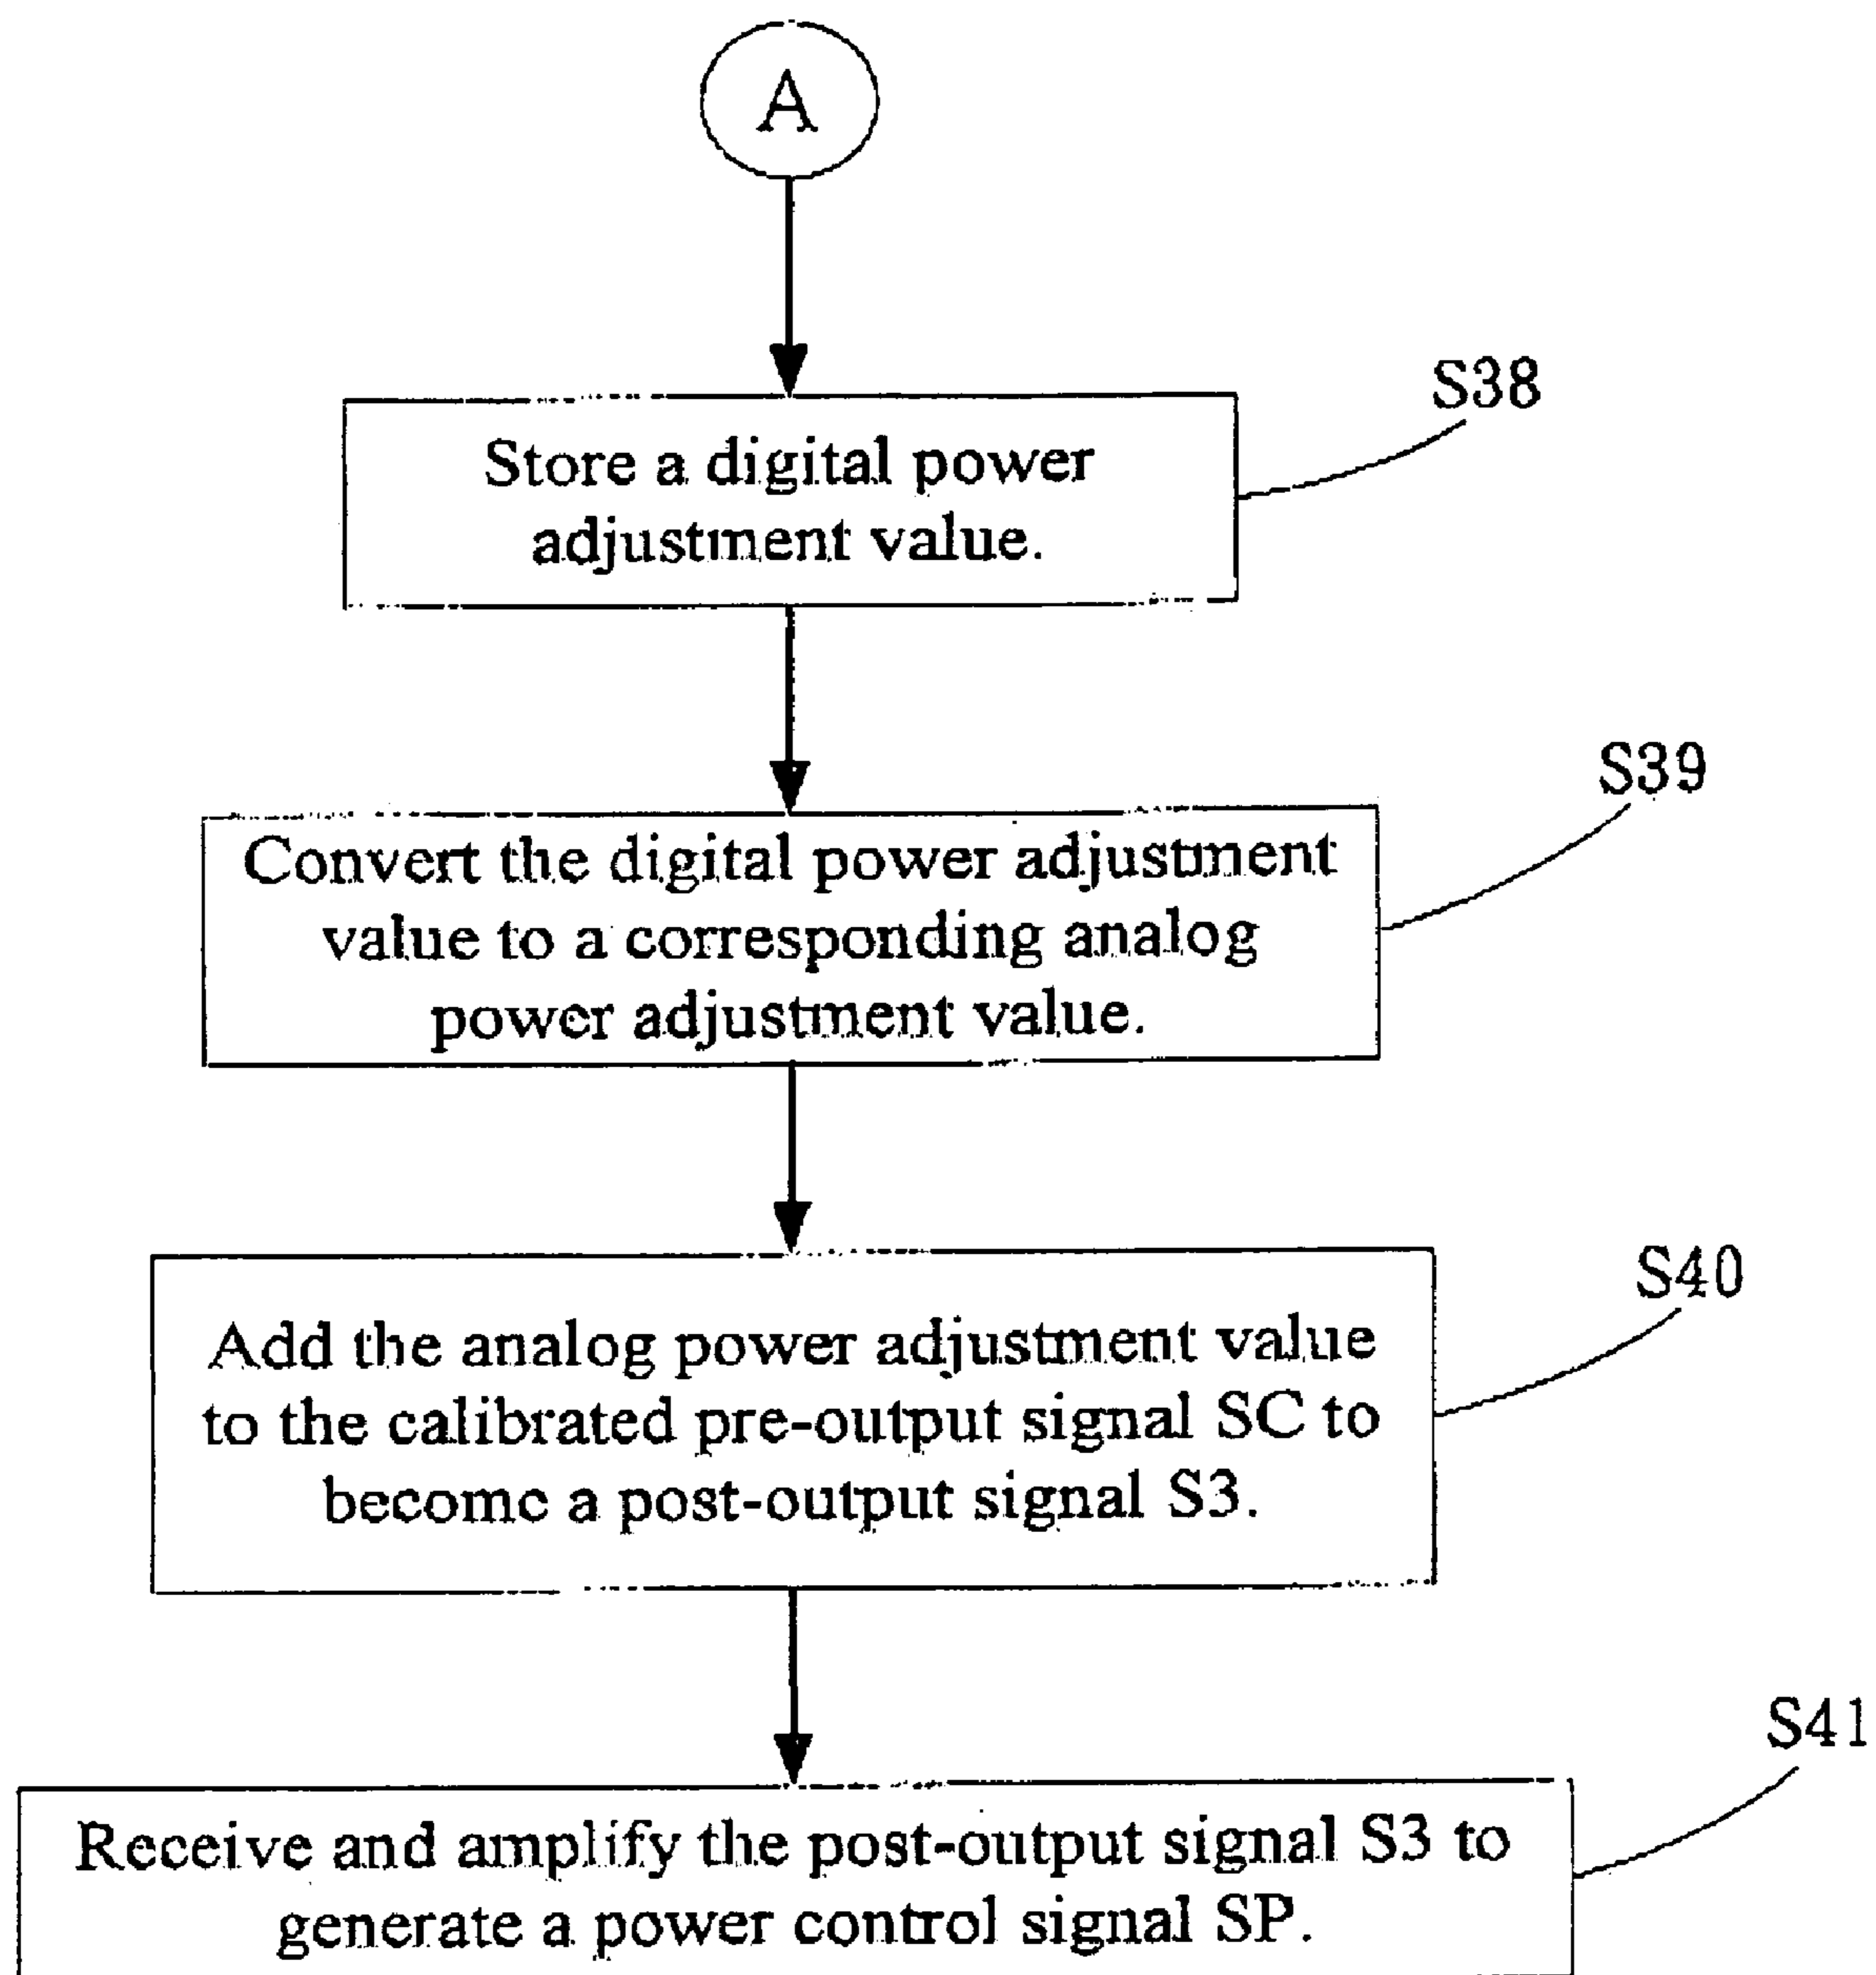 A
S38
Store a digital power
adjustment value.
S39
Convert the digital power adjustment
value to a corresponding analog
power adjustment value.
S40
Add the analog power adjustment value
to the calibrated pre-output signal SC to
become a post-output signal S3.
S41
Receive and amplify the post-output signal S3 to
generate a power control signal SP.